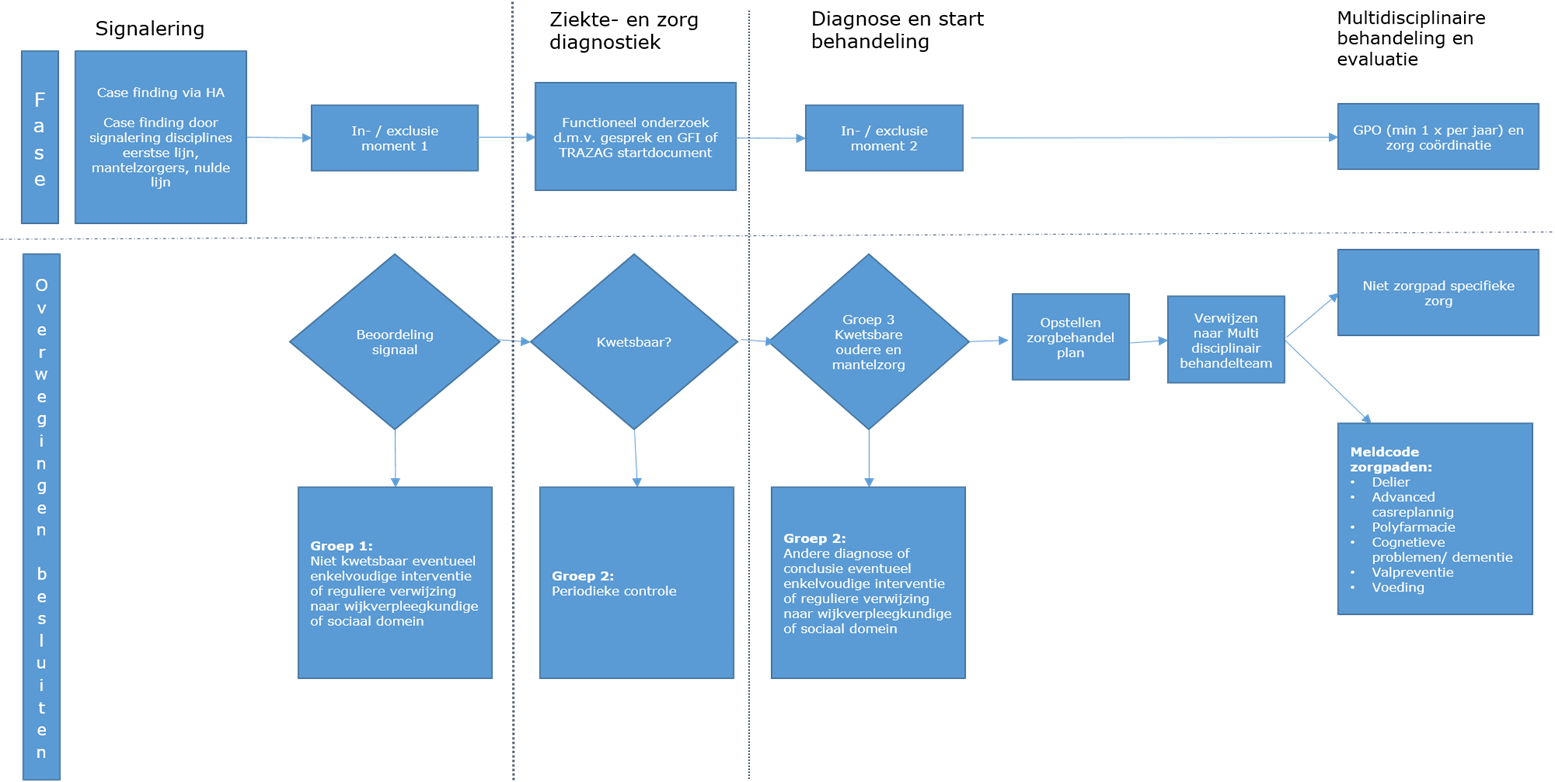 Signalering
Ziekte- en zorg
diagnostiek
Diagnose en start
behandeling
Multidisciplinaire
behandeling en
evaluatie
Fase
Case finding via HA
Case finding door
signalering disciplines
eerstse lijn,
mantelzorgers, nulde
lijn
In- / exclusie
moment 1
Functioneel onderzoek
d.m.v. gesprek en GFI of
TRAZAG startdocument
In- / exclusie
moment 2
GPO (min 1 x per jaar) en
zorg coördinatie
Overwegingen besluiten
Beoordeling
signaal
Kwetsbaar?
Groep 3
Kwetsbare
oudere en
mantelzorg
Opstellen
zorgbehandel
plan
Verwijzen
naar Multi
disciplinair
behandelteam
Niet zorgpad specifieke
zorg
Groep 1:
Niet kwetsbaar eventueel
enkelvoudige interventie
of reguliere verwijzing
naar wijkverpleegkundige
of sociaal domein
Groep 2:
Periodieke controle
Groep 2:
Andere diagnose of
conclusie eventueel
enkelvoudige interventie
of reguliere verwijzing
naar wijkverpleegkundige
of sociaal domein
Meldcode
zorgpaden:
• Delier
• Advanced
casreplannig
• Polyfarmacie
• Cognetieve
problemen/ dementie
• Valpreventie
• Voeding